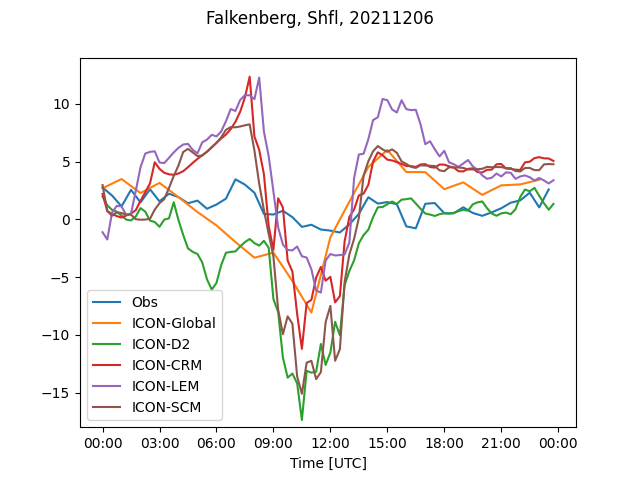 Falkenberg, Shfl, 20211206
10
5
0
−5
−10
−15
Obs
ICON-Global
ICON-D2
ICON-CRM
ICON-LEM
ICON-SCM
00:00 03:00 06:00 09:00 12:00 15:00 18:00 21:00 00:00
Time [UTC]